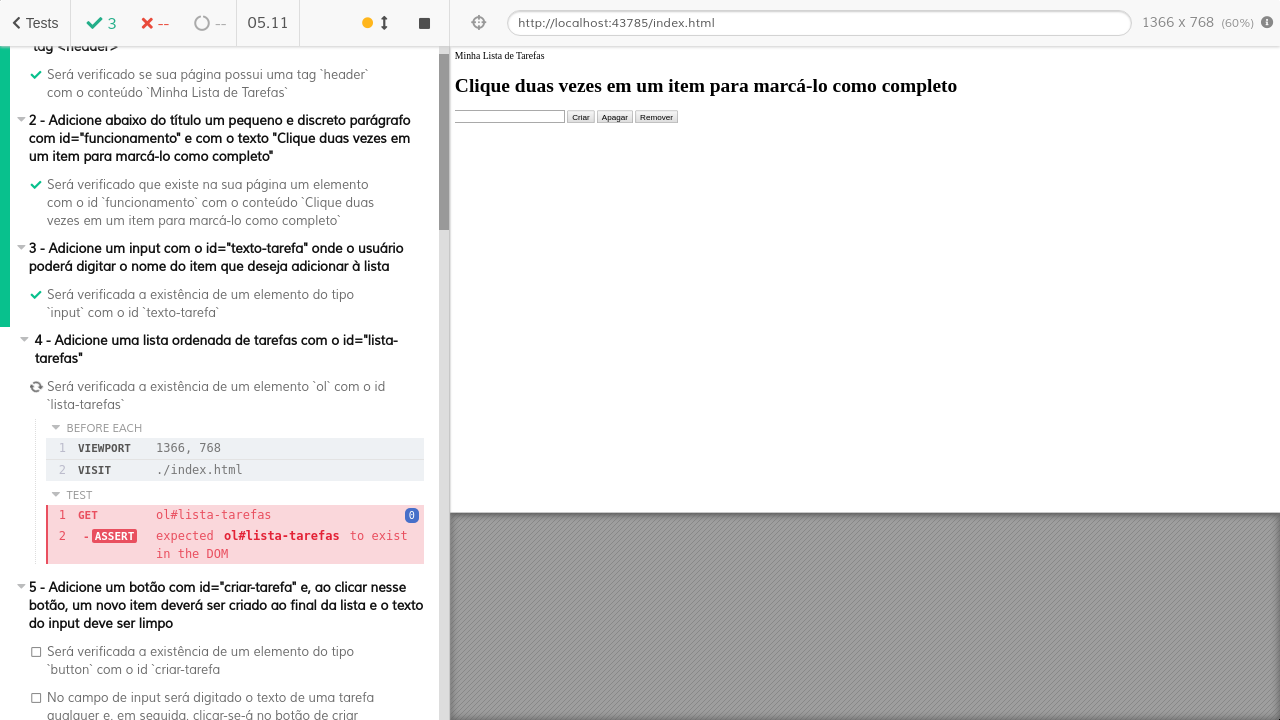 Tests
3
--
--
05.11
http://localhost:43785/index.html
1366 x 768 (60%)
tag <header>
Será verificado se sua página possui uma tag `header`
com o conteúdo `Minha Lista de Tarefas`
2 - Adicione abaixo do título um pequeno e discreto parágrafo
com id="funcionamento" e com o texto "Clique duas vezes em
um item para marcá-lo como completo"
Será verificado que existe na sua página um elemento
com o id `funcionamento` com o conteúdo `Clique duas
vezes em um item para marcá-lo como completo`
3 - Adicione um input com o id="texto-tarefa" onde o usuário
poderá digitar o nome do item que deseja adicionar à lista
Será verificada a existência de um elemento do tipo
`input` com o id `texto-tarefa`
4 - Adicione uma lista ordenada de tarefas com o id="lista-
tarefas"
Será verificada a existência de um elemento `ol` com o id
`lista-tarefas`
BEFORE EACH
1 VIEWPORT 1366, 768
2 VISIT ./index.html
TEST
1 GET ol#lista-tarefas 0
2 -ASSERT expected ol#lista-tarefas to exist
in the DOM
5 - Adicione um botão com id="criar-tarefa" e, ao clicar nesse
botão, um novo item deverá ser criado ao final da lista e o texto
do input deve ser limpo
Será verificada a existência de um elemento do tipo
`button` com o id `criar-tarefa
No campo de input será digitado o texto de uma tarefa
qualquer e, em seguida, clicar-se-á no botão de criar
Minha Lista de Tarefas
Clique duas vezes em um item para marcá-lo como completo
Criar Apagar Remover